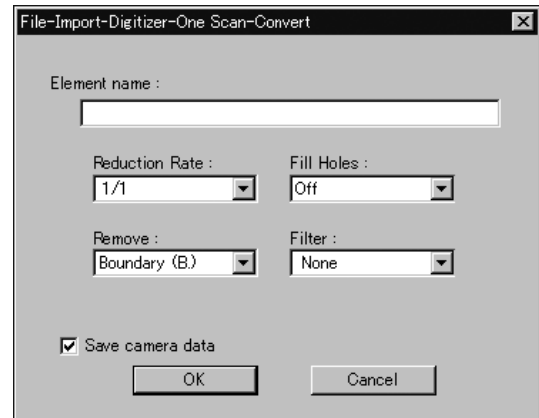 File-Import-Digitizer-One Scan-Convert
Element name :
Reduction Rate : Fill Holes :
1/1 Off
Remove : Filter :
Boundary (B.) None
Save camera data
OK Cancel